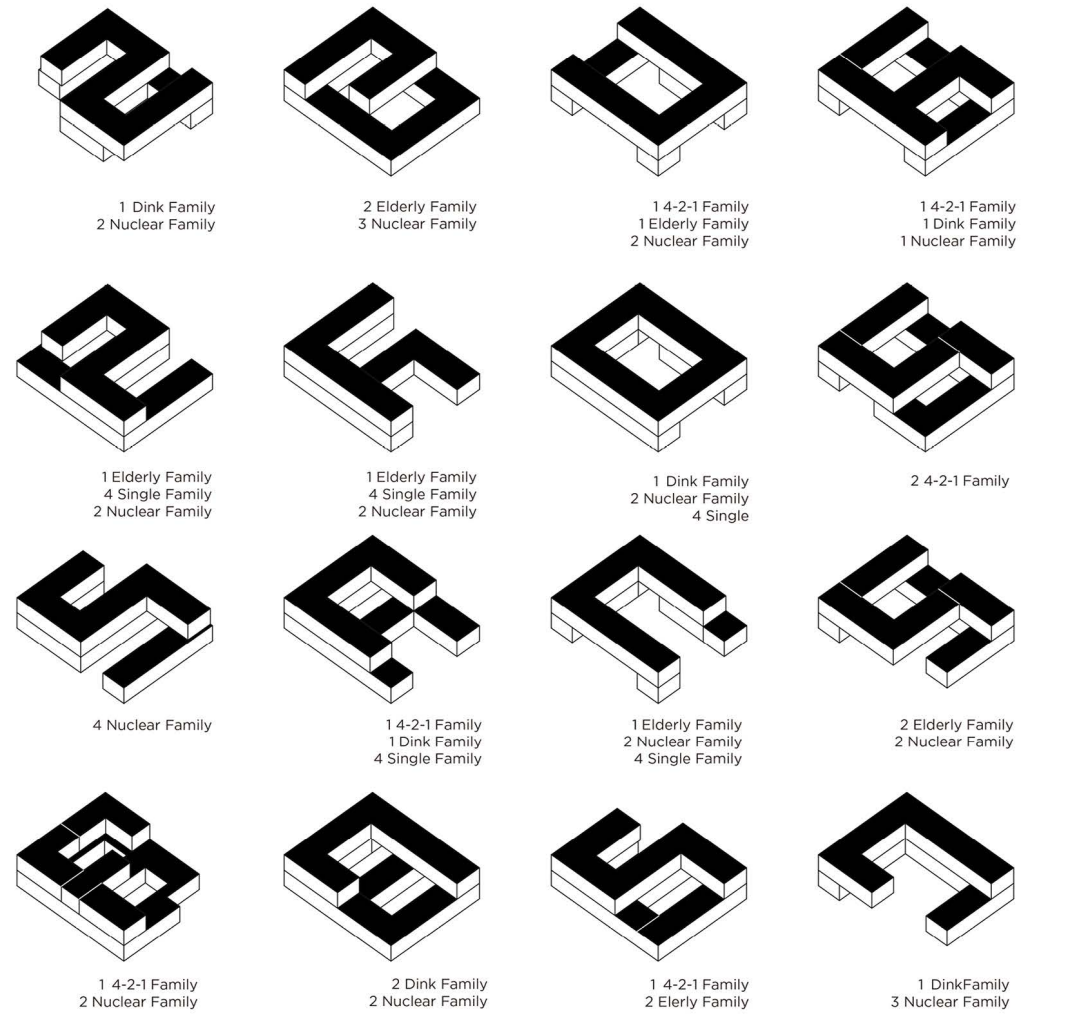 1 Dink Family
2 Nuclear Family
2 Elderly Family
3 Nuclear Family
1 4-2-1 Family
1 Elderly Family
2 Nuclear Family
1 4-2-1 Family
1 Dink Family
1 Nuclear Family
1 Elderly Family
4 Single Family
2 Nuclear Family
1 Elderly Family
4 Single Family
2 Nuclear Family
1 Dink Family
2 Nuclear Family
4 Single
2 4-2-1 Family
4 Nuclear Family
1 4-2-1 Family
1 Dink Family
4 Single Family
1 Elderly Family
2 Nuclear Family
4 Single Family
2 Elderly Family
2 Nuclear Family
1 4-2-1 Family
2 Nuclear Family
2 Dink Family
2 Nuclear Family
1 4-2-1 Family
2 Elerly Family
1 DinkFamily
3 Nuclear Family